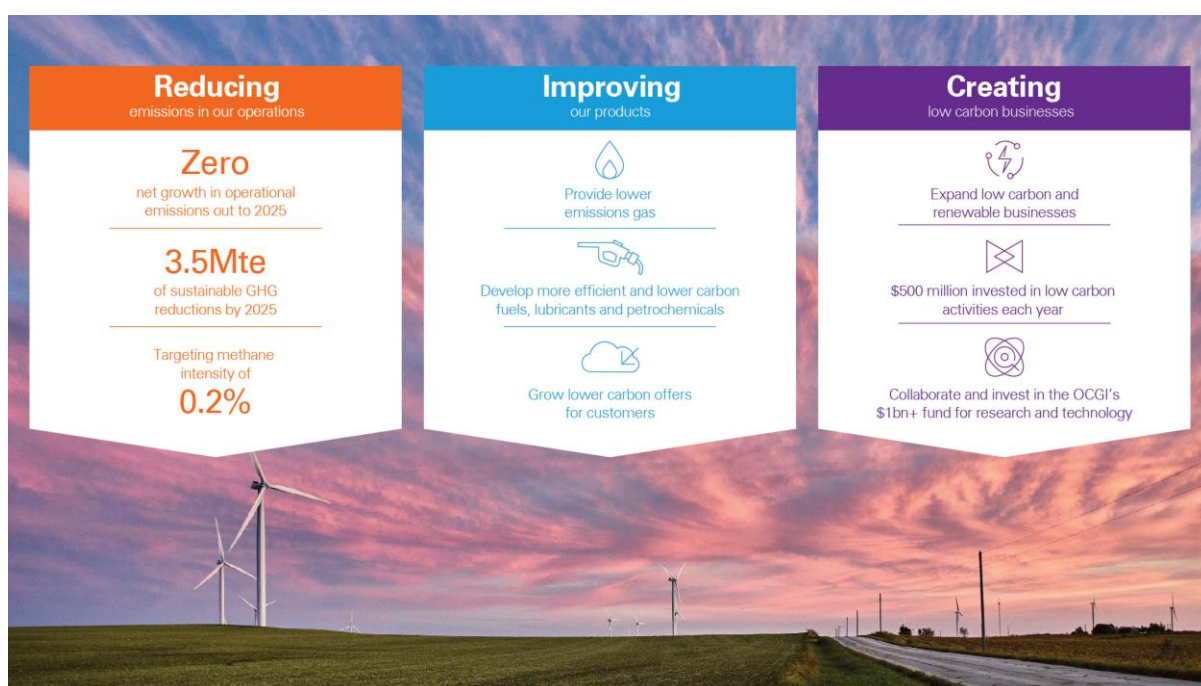 Reducing
emissions in our operations
Zero
net growth in operational
emissions out to 2025
3.5Mte
of sustainable GHG
reductions by 2025
Targeting methane
intensity of
0.2%
Improving
our products
Provide lower
emissions gas
Develop more efficient and lower carbon
fuels, lubricants and petrochemicals
Grow lower carbon offers
for customers
Creating
low carbon businesses
Expand low carbon and
renewable businesses
$500 million invested in low carbon
activities each year
Collaborate and invest in the OCGI's
$1bn+ fund for research and technology